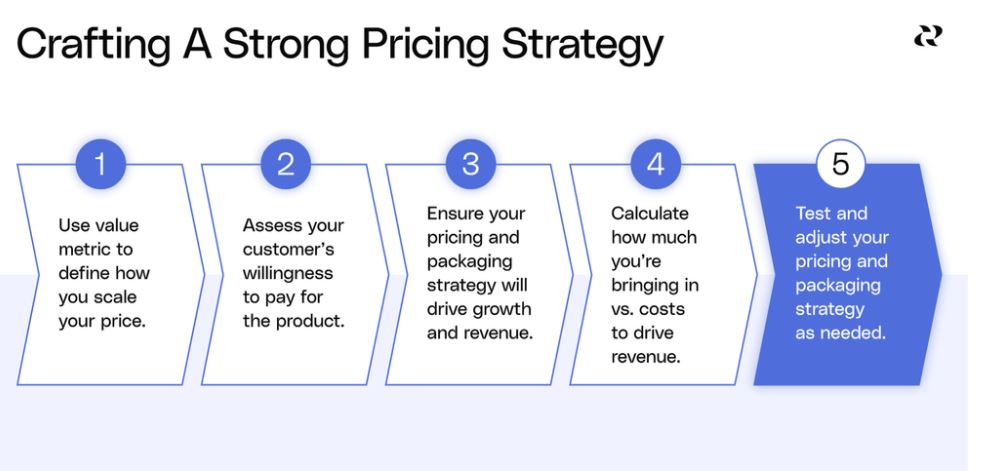 Crafting A Strong Pricing Strategy
1
Use value
metric to
define how
you scale
your price.
2
Assess your
customer's
willingness
to pay for
the product.
3
Ensure your
pricing and
packaging
strategy will
drive growth
and revenue.
4
Calculate
how much
you're
bringing in
vs. costs
to drive
revenue.
5
Test and
adjust your
pricing and
packaging
strategy
as needed.